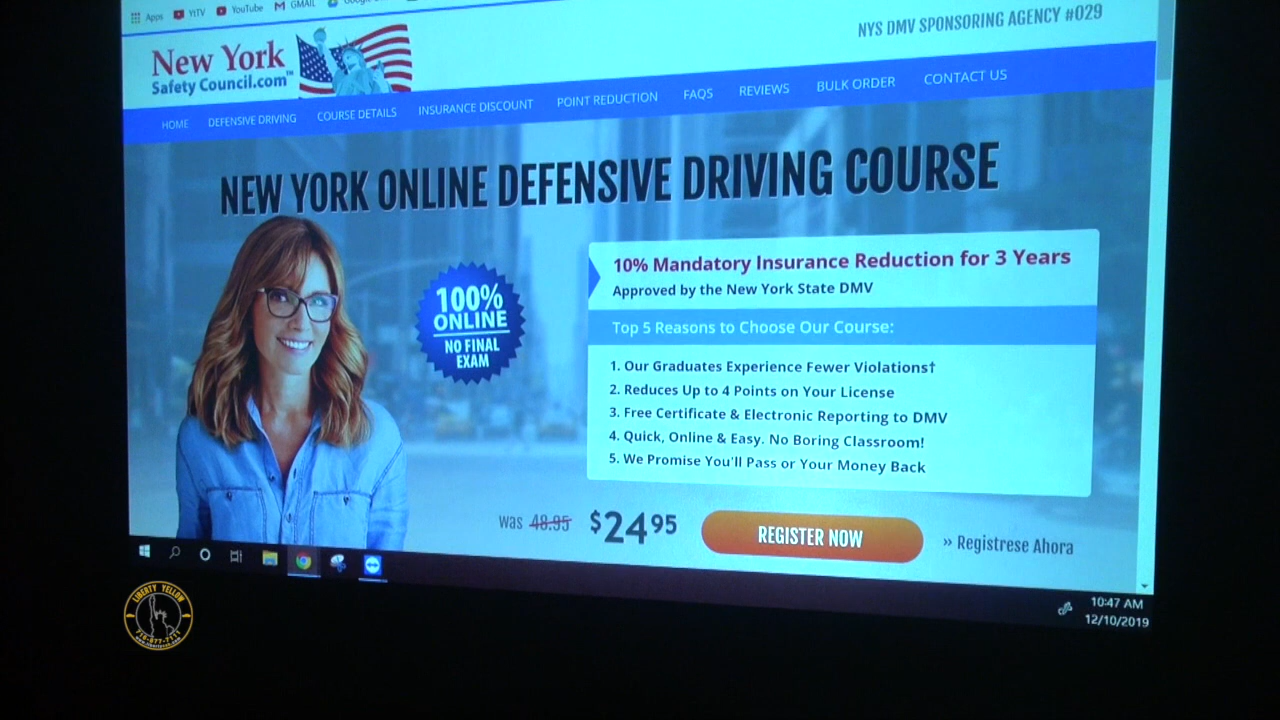 Apps YITV YouTube GMAIL
NYS DMV SPONSORING AGENCY #029
New York
Safety Council.com™
HOME DEFENSIVE DRIVING COURSE DETAILS INSURANCE DISCOUNT POINT REDUCTION FAQS REVIEWS BULK ORDER CONTACT US
NEW YORK ONLINE DEFENSIVE DRIVING COURSE
100%
ONLINE
NO FINAL
EXAM
10% Mandatory Insurance Reduction for 3 Years
Approved by the New York State DMV
Top 5 Reasons to Choose Our Course:
1. Our Graduates Experience Fewer Violations†
2. Reduces Up to 4 Points on Your License
3. Free Certificate & Electronic Reporting to DMV
4. Quick, Online & Easy. No Boring Classroom!
5. We Promise You'll Pass or Your Money Back
was 48.95 $24 95 REGISTER NOW » Registrese Ahora
10:47 AM
12/10/2019
LIBERTY YELLOW